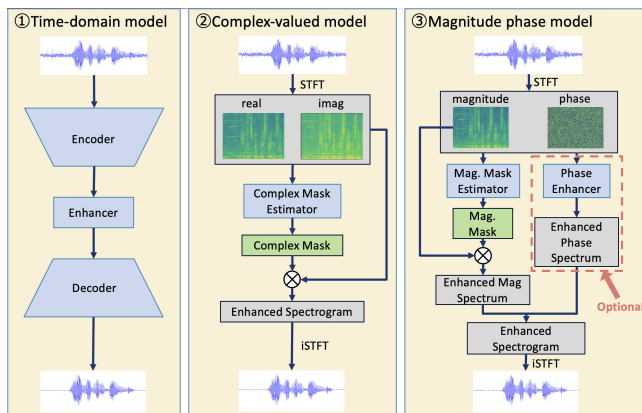 ①Time-domain model
Encoder
Enhancer
Decoder
②Complex-valued model
STFT
real
imag
Complex Mask
Estimator
Complex Mask
Enhanced Spectrogram
iSTFT
③Magnitude phase model
STFT
magnitude
phase
Mag. Mask
Estimator
Phase
Enhancer
Mag.
Mask
Enhanced
Phase
Spectrum
Enhanced Mag
Spectrum
Optional
Enhanced
Spectrogram
iSTFT